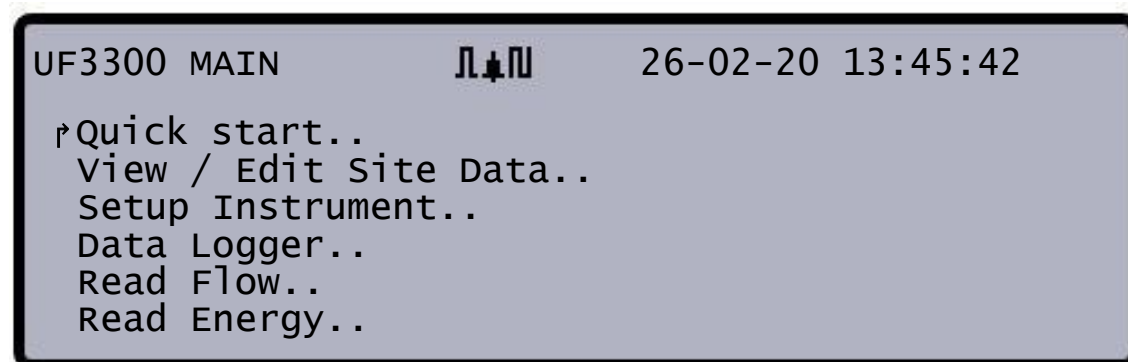 UF3300 MAIN 26-02-20 13:45:42
Quick start..
View / Edit Site Data..
Setup Instrument..
Data Logger..
Read Flow..
Read Energy..